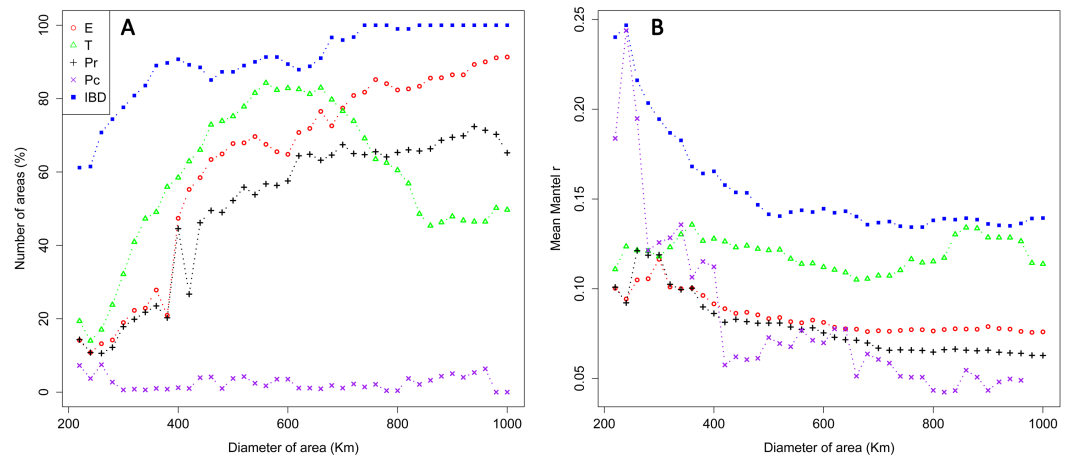 A
E
T
Pr
Pc
IBD
Number of areas (%)
0
20
40
60
80
100
200
400
600
800
1000
Diameter of area (Km)
B
Mean Mantel r
0.05
0.10
0.15
0.20
0.25
200
400
600
800
1000
Diameter of area (Km)